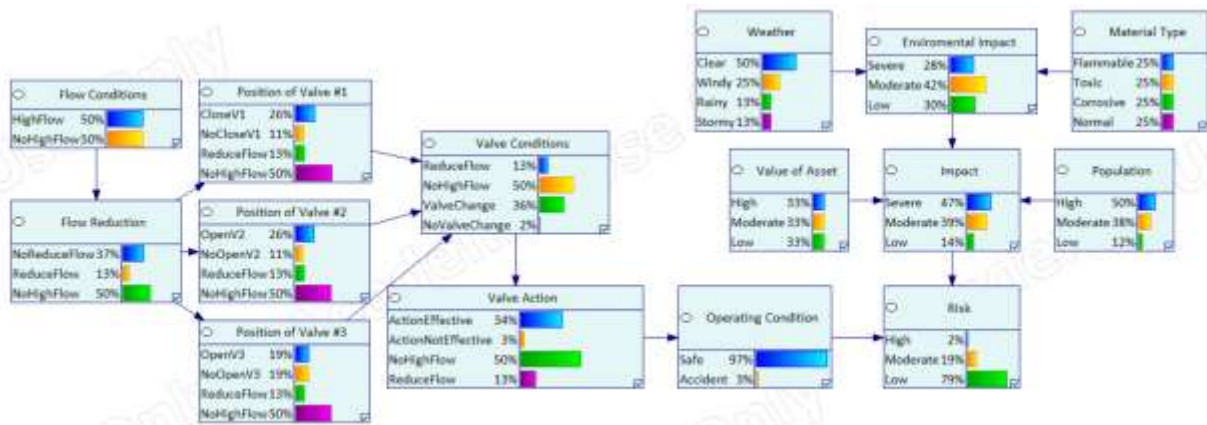 Flow Conditions
HighFlow 50%
NoHighFlow 50%
Flow Reduction
NoReduceFlow 37%
ReduceFlow 13%
NoHighFlow 50%
Position of Valve #1
CloseV1 26%
NoCloseV1 11%
ReduceFlow 13%
NoHighFlow 50%
Position of Valve #2
OpenV2 26%
NoOpenV2 11%
ReduceFlow 13%
NoHighFlow 50%
Position of Valve #3
OpenV3 19%
NoOpenV3 19%
ReduceFlow 13%
NoHighFlow 50%
Valve Conditions
ReduceFlow 13%
NoHighFlow 50%
ValveChange 36%
NoValveChange 2%
Valve Action
ActionEffective 34%
ActionNotEffective 3%
NoHighFlow 50%
ReduceFlow 13%
Operating Condition
Safe 97%
Accident 3%
Weather
Clear 50%
Windy 25%
Rainy 13%
Stormy 13%
Enviromental Impact
Severe 28%
Moderate 42%
Low 30%
Material Type
Flammable 25%
Toxic 25%
Corrosive 25%
Normal 25%
Value of Asset
High 33%
Moderate 33%
Low 33%
Impact
Severe 47%
Moderate 39%
Low 14%
Population
High 50%
Moderate 38%
Low 12%
Risk
High 2%
Moderate 19%
Low 79%